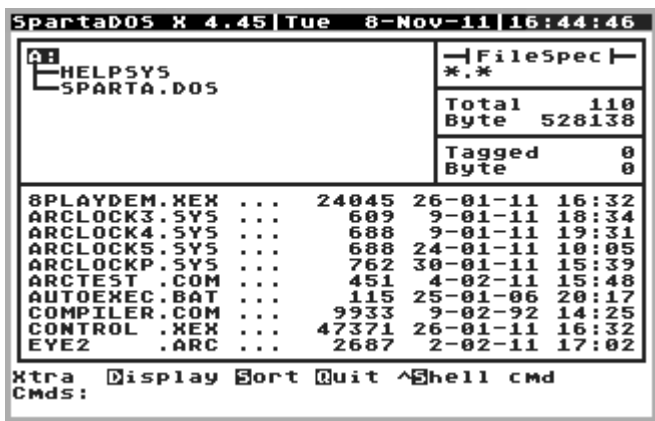 SpartaDOS X 4.45|Tue 8-Nov-11|16:44:46
A:
HELPSYS
SPARTA.DOS
FileSpec
*.*
Total 110
Byte 528138
Tagged 0
Byte 0
8PLAYDEM.XEX ... 24045 26-01-11 16:32
ARCLOCK3.SYS ... 609 9-01-11 18:34
ARCLOCK4.SYS ... 688 9-01-11 19:31
ARCLOCK5.SYS ... 688 24-01-11 10:05
ARCLOCKP.SYS ... 762 30-01-11 15:39
ARCTEST .COM ... 451 4-02-11 15:48
AUTOEXEC.BAT ... 115 25-01-06 20:17
COMPILER.COM ... 9933 9-02-92 14:25
CONTROL .XEX ... 47371 26-01-11 16:32
EYE2 .ARC ... 2687 2-02-11 17:02
Xtra Display Sort Quit ^Shell cmd
Cmds: